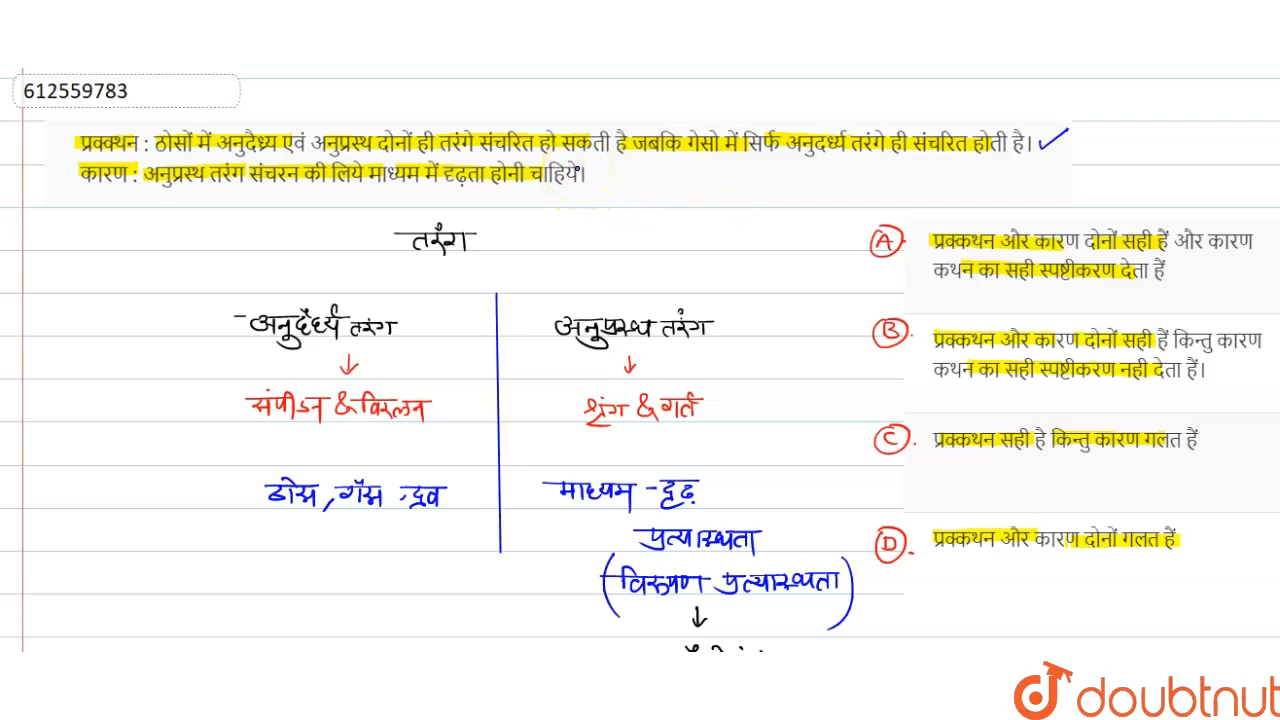 612559783
प्रक्क्थन : ठोसों में अनुदैध्र्य एवं अनुप्रस्थ दोनों ही तरंगे संचरित हो सकती है जबकि गेसो में सिर्फ अनुदर्ध्य तरंगे ही संचरित होती है।
कारण : अनुप्रस्थ तरंग संचरन की लिये माध्यम में दृढ़ता होनी चाहिये।
तरंग
अनुदैर्ध्य तरंग
अनुप्रस्थ तरंग
संपीडन & विरलन
श्रृंग & गर्त
ठोस, गॅस, द्रव
माध्यम - दृढ़
प्रत्यास्थता
(विरूपण प्रत्यास्थता)
A. प्रक्कथन और कारण दोनों सही हैं और कारण
कथन का सही स्पष्टीकरण देता हैं
B. प्रक्कथन और कारण दोनों सही हैं किन्तु कारण
कथन का सही स्पष्टीकरण नही देता हैं।
C. प्रक्कथन सही है किन्तु कारण गलत हैं
D. प्रक्कथन और कारण दोनों गलत हैं
doubtnut